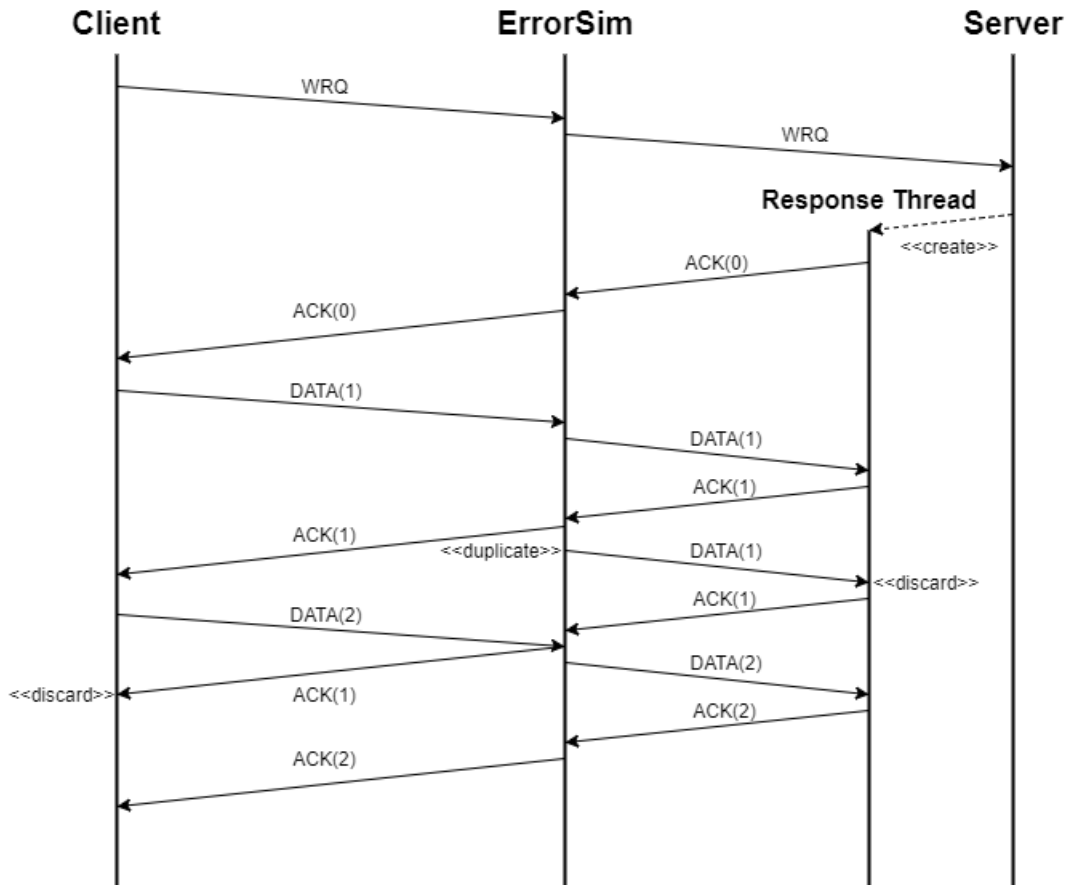 Client
ErrorSim
Server
WRQ
WRQ
Response Thread
<<create>>
ACK(0)
ACK(0)
DATA(1)
DATA(1)
ACK(1)
ACK(1)
<<duplicate>>
DATA(1)
<<discard>>
ACK(1)
DATA(2)
DATA(2)
<<discard>>
ACK(1)
ACK(2)
ACK(2)